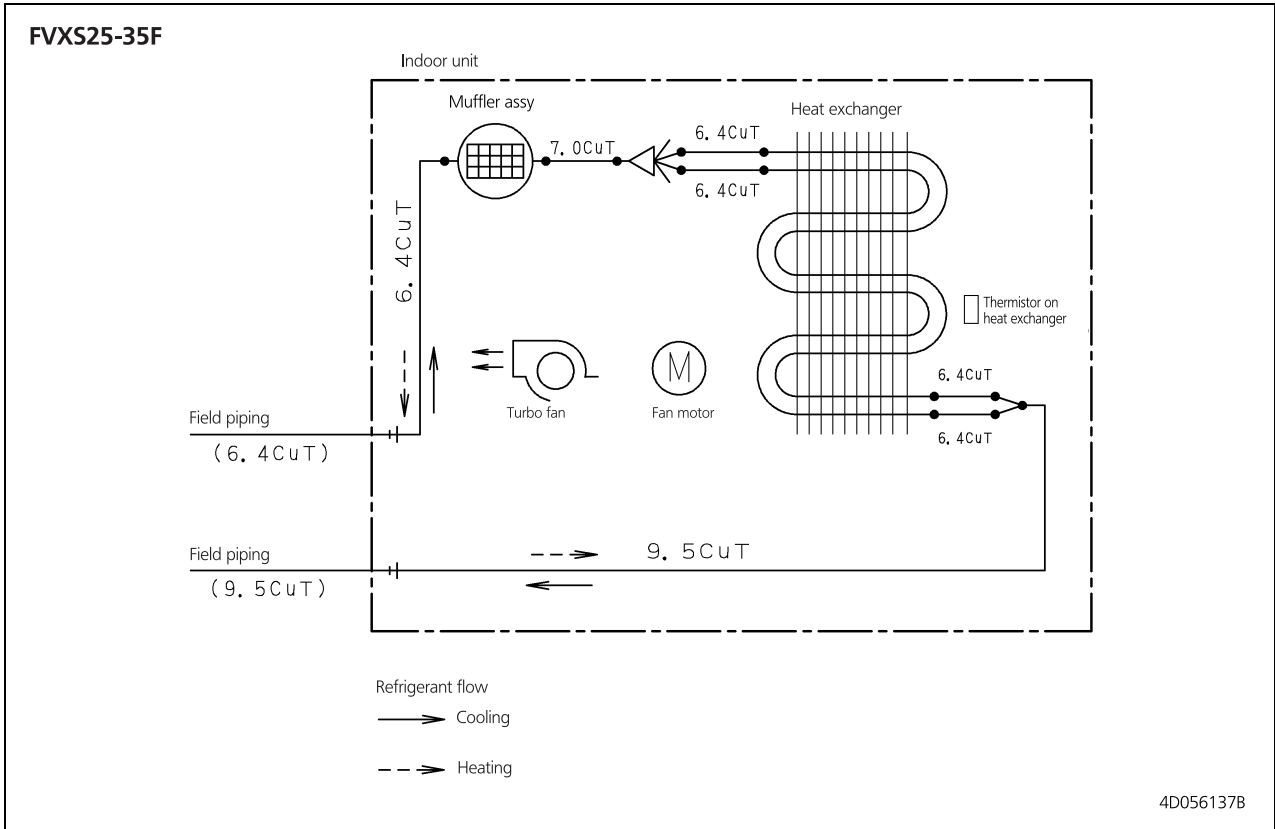 FVXS25-35F
Indoor unit
Muffler assy
Heat exchanger
7.0CuT
6.4CuT
6.4CuT
6.4CuT
Thermistor on
heat exchanger
M
Turbo fan
Fan motor
6.4CuT
6.4CuT
Field piping
(6.4CuT)
Field piping
(9.5CuT)
9.5CuT
Refrigerant flow
Cooling
Heating
4D056137B